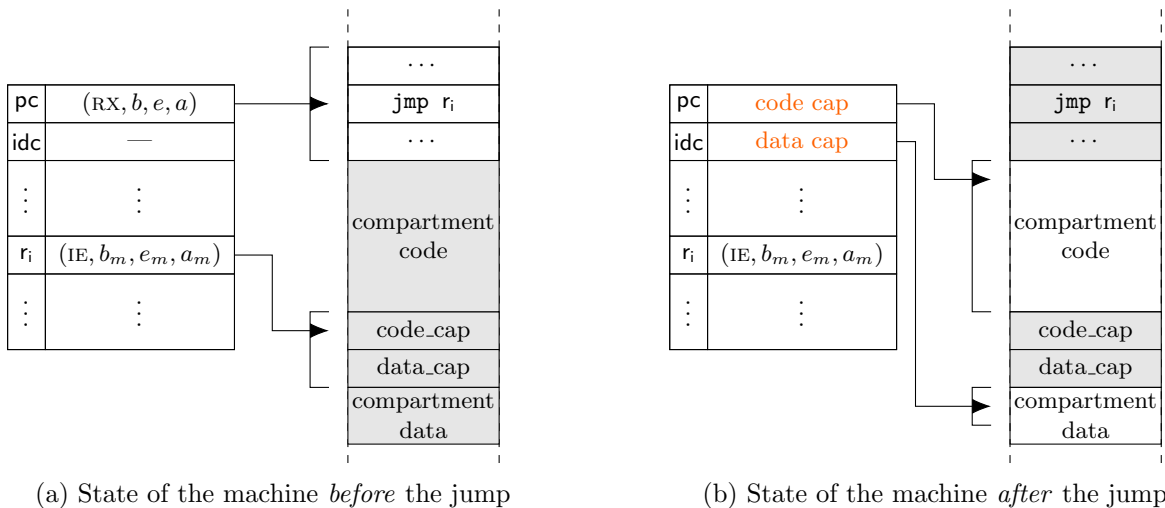 pc (RX, b, e, a)
idc —
⋮ ⋮
rᵢ (IE, bₘ, eₘ, aₘ)
⋮ ⋮
···
jmp rᵢ
···
compartment
code
code_cap
data_cap
compartment
data
(a) State of the machine before the jump
pc code cap
idc data cap
⋮ ⋮
rᵢ (IE, bₘ, eₘ, aₘ)
⋮ ⋮
···
jmp rᵢ
···
compartment
code
code_cap
data_cap
compartment
data
(b) State of the machine after the jump